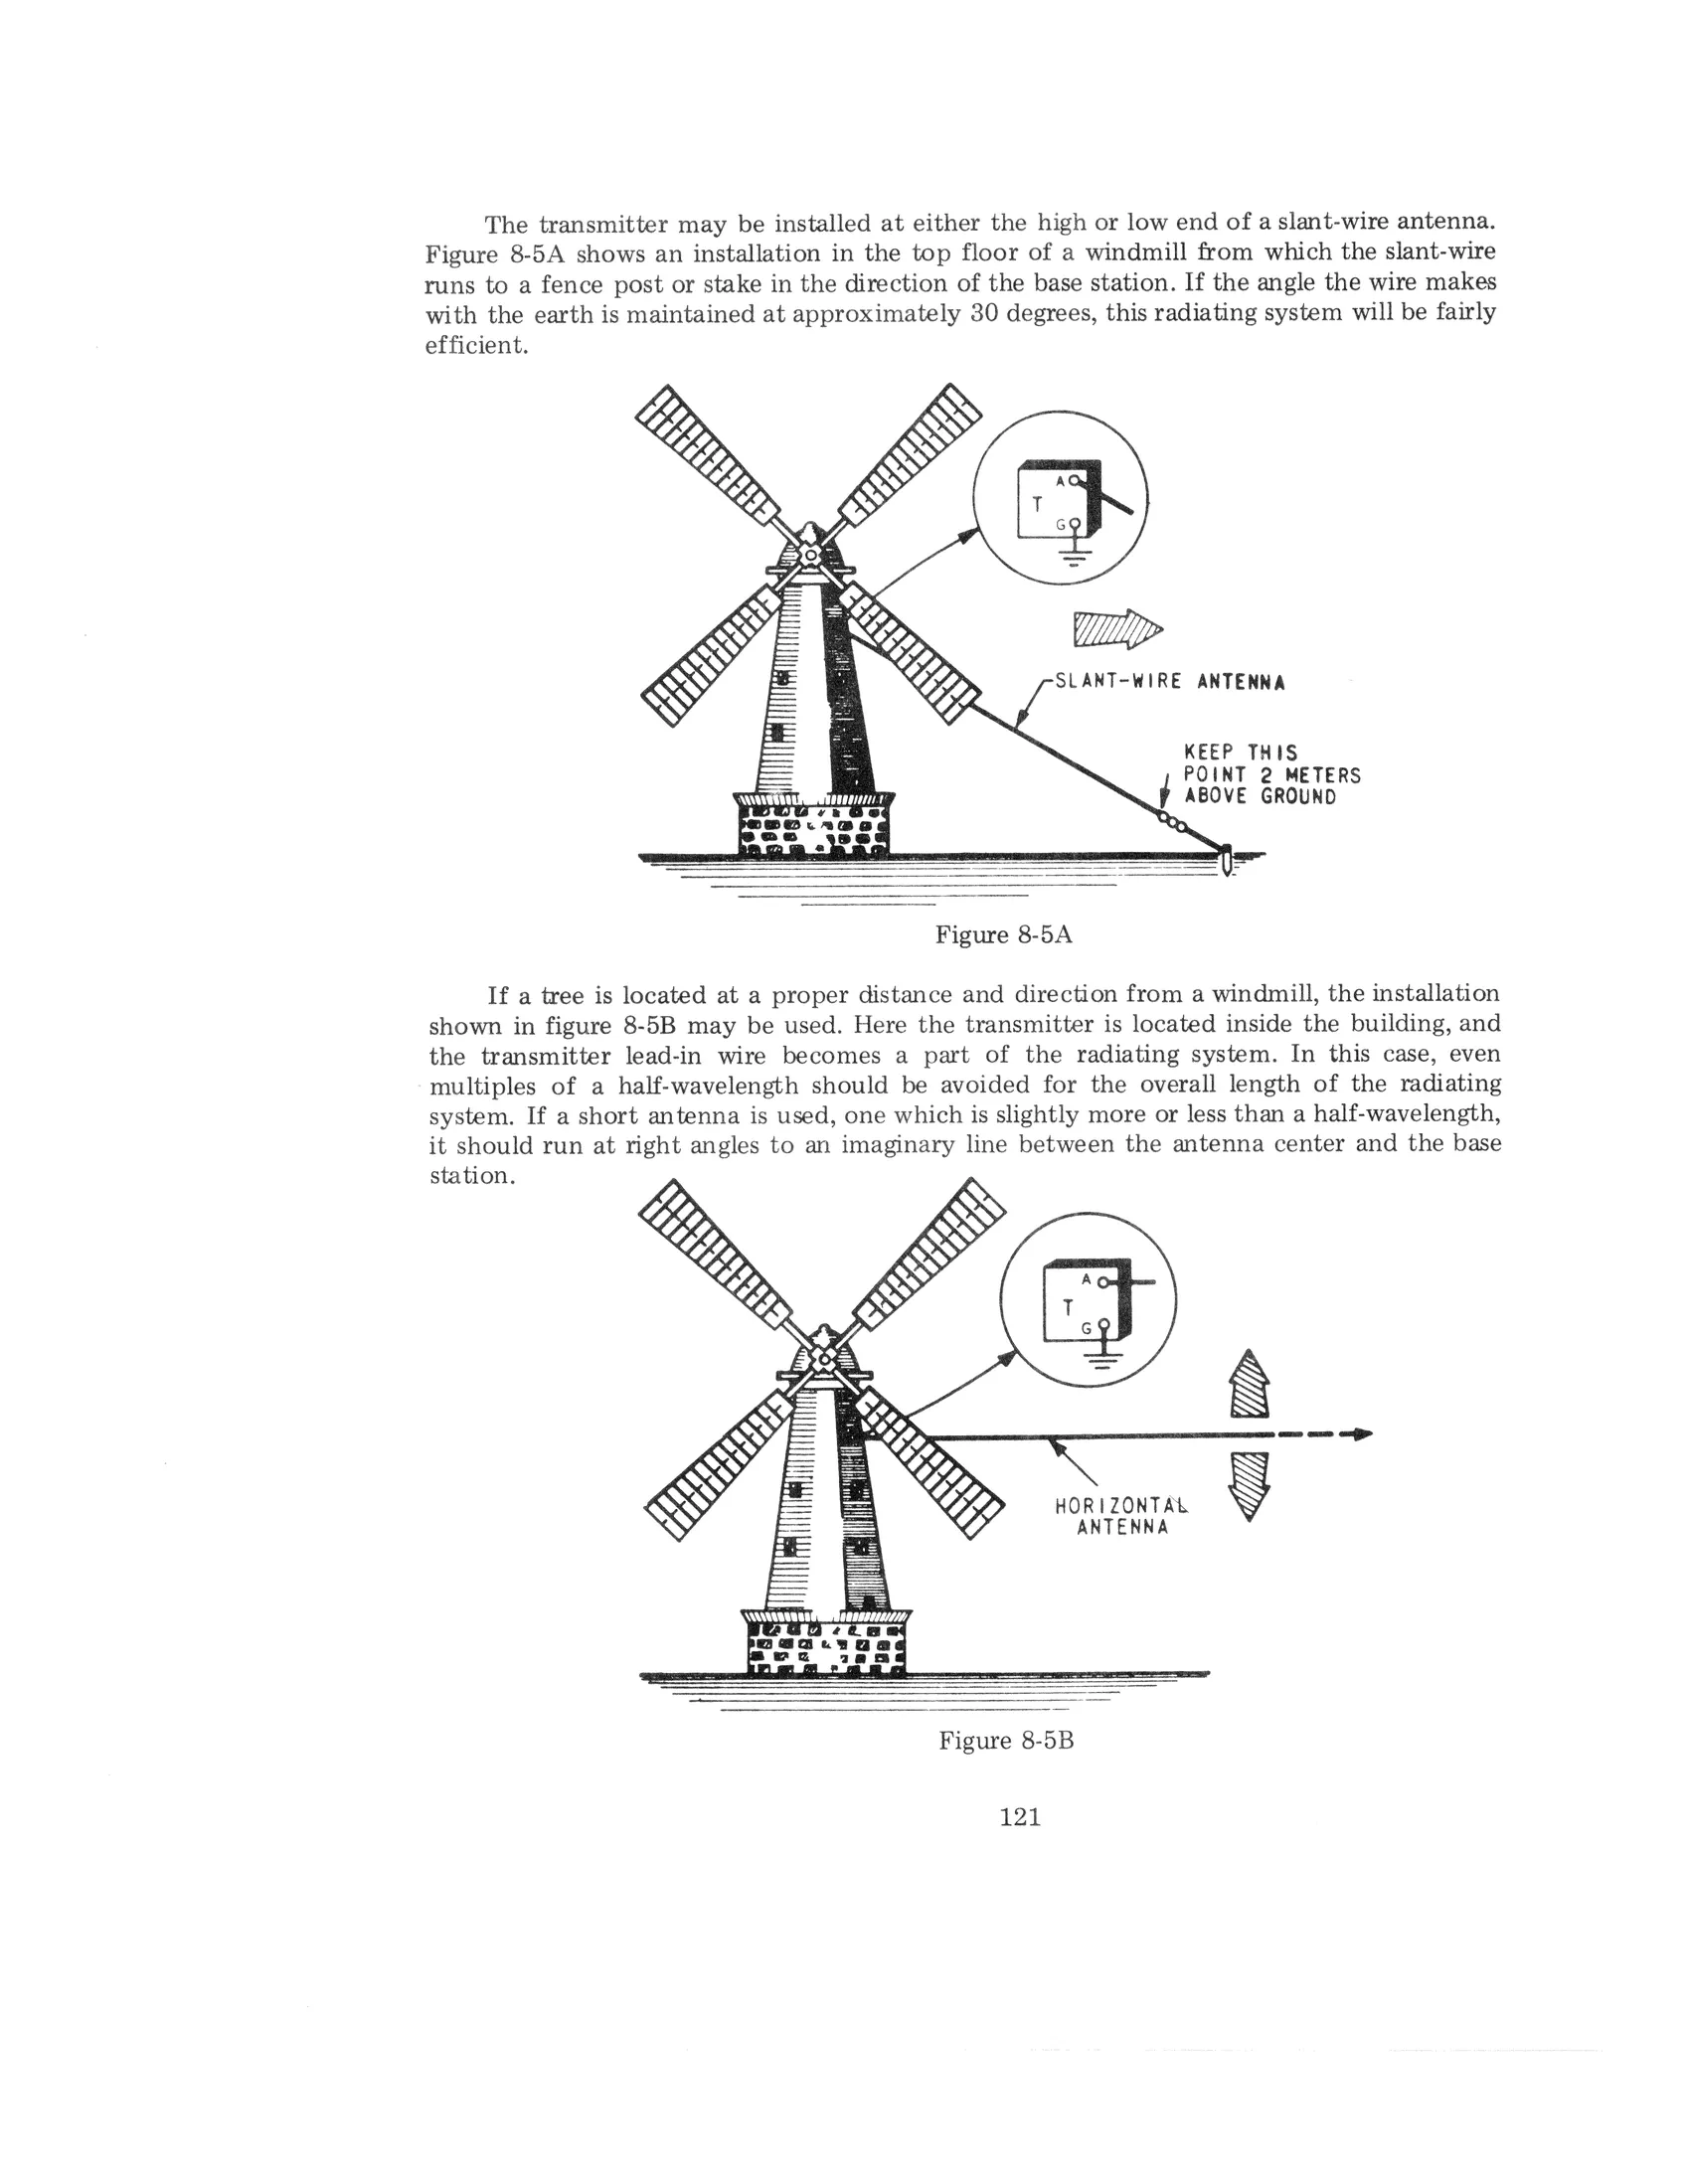 The transmitter may be installed at either the high or low end of a slant-wire antenna.
Figure 8-5A shows an installation in the top floor of a windmill from which the slant-wire
runs to a fence post or stake in the direction of the base station. If the angle the wire makes
with the earth is maintained at approximately 30 degrees, this radiating system will be fairly
efficient.
A
T
G
SLANT-WIRE ANTENNA
KEEP THIS
POINT 2 METERS
ABOVE GROUND
Figure 8-5A
If a tree is located at a proper distance and direction from a windmill, the installation
shown in figure 8-5B may be used. Here the transmitter is located inside the building, and
the transmitter lead-in wire becomes a part of the radiating system. In this case, even
multiples of a half-wavelength should be avoided for the overall length of the radiating
system. If a short antenna is used, one which is slightly more or less than a half-wavelength,
it should run at right angles to an imaginary line between the antenna center and the base
station.
A
T
G
HORIZONTAL
ANTENNA
Figure 8-5B
121